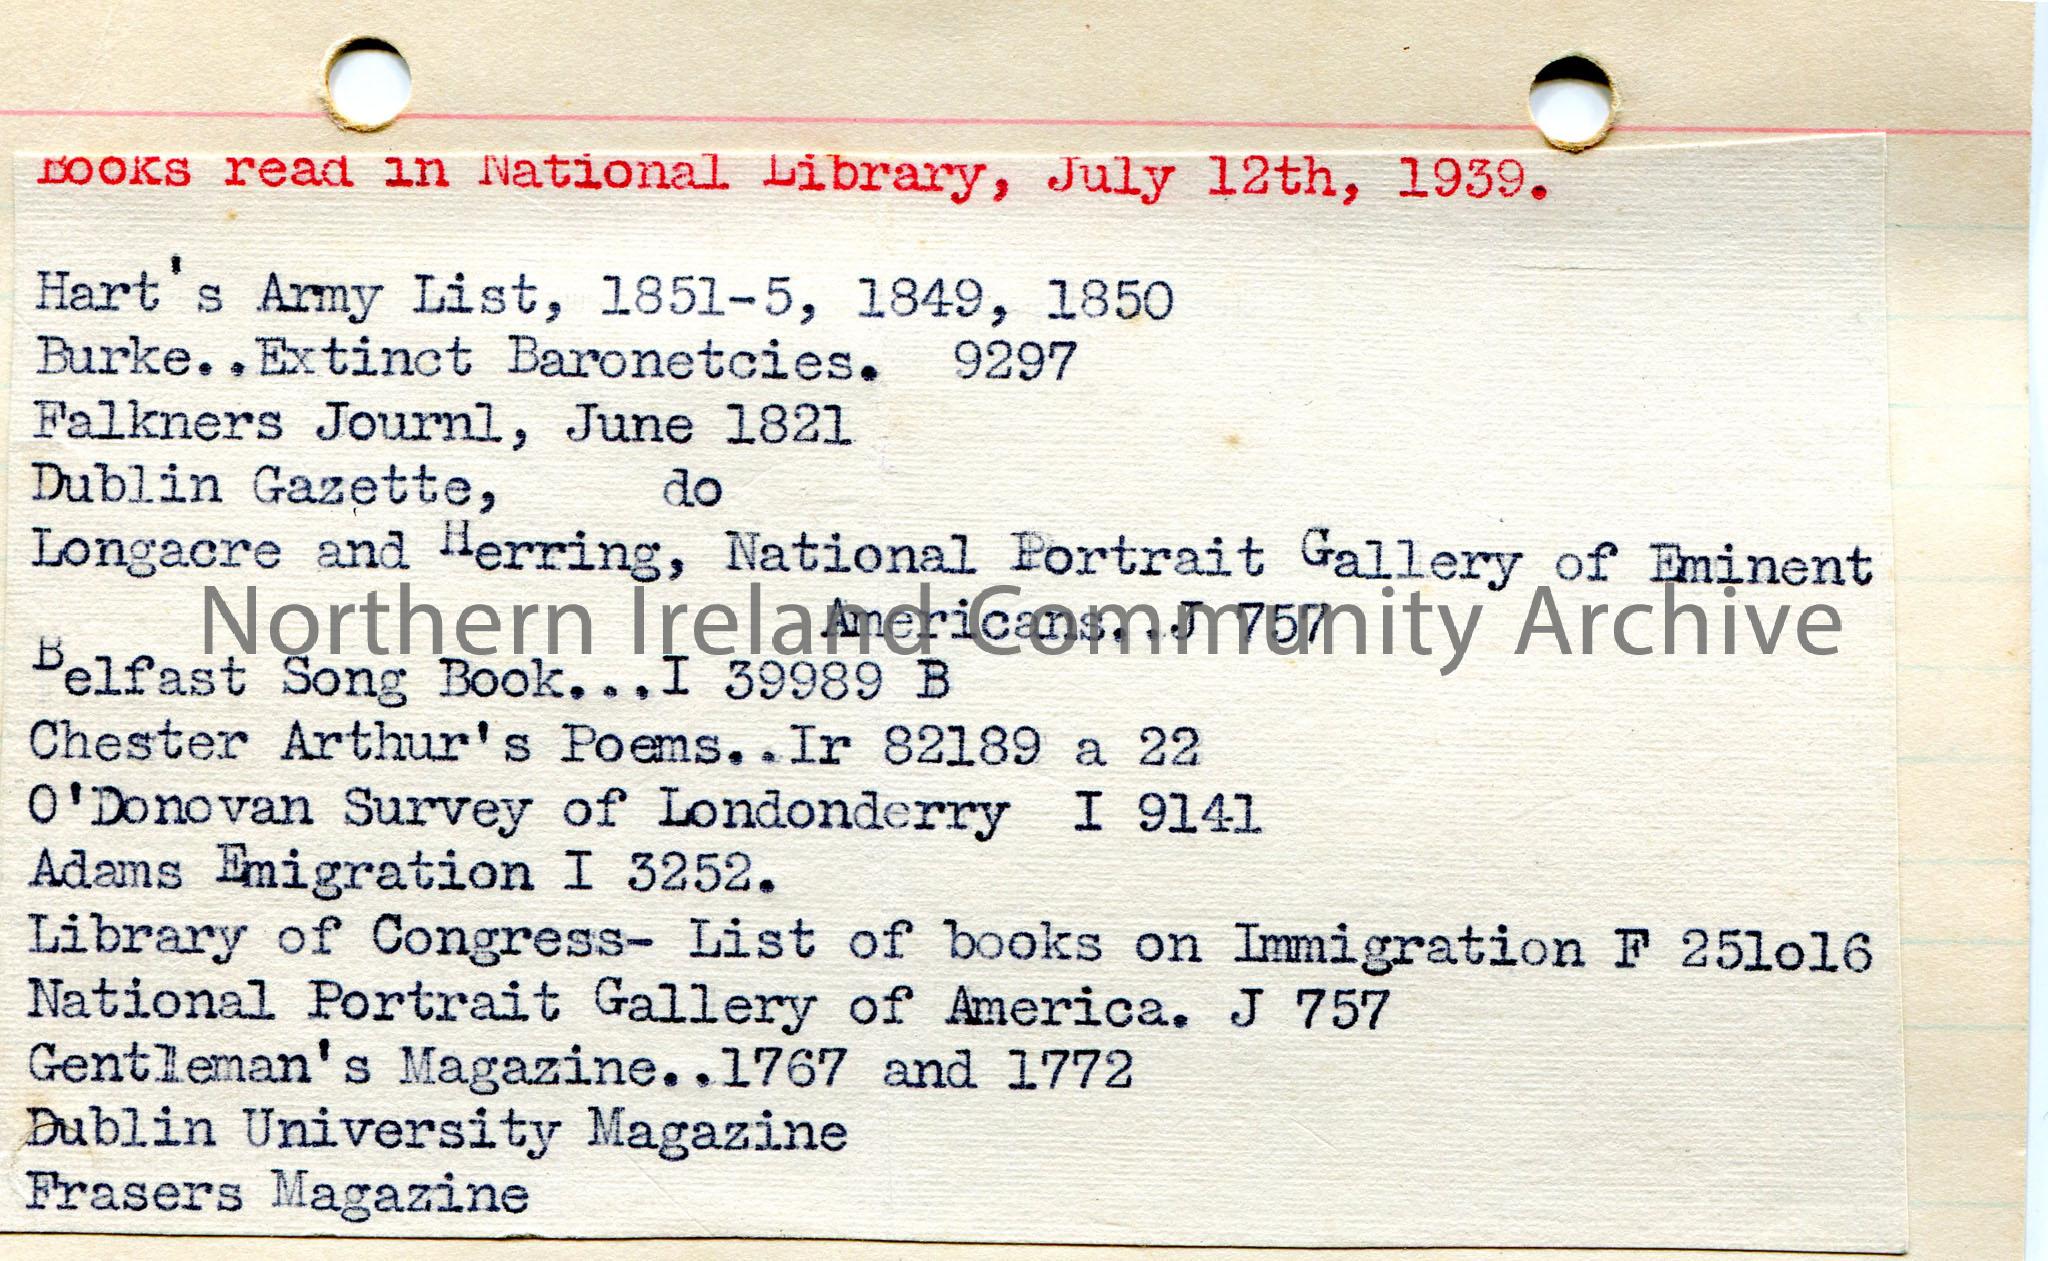 Books read in National Library, July 12th, 1939.
Hart's Army List, 1851-5, 1849, 1850
Burke..Extinct Baronetcies.  9297
Falkners Journl, June 1821
Dublin Gazette,     do
Longacre and Herring, National Portrait Gallery of Eminent
Americans..J 757
Northern Ireland Community Archive
Belfast Song Book...I 39989 B
Chester Arthur's Poems..Ir 82189 a 22
O'Donovan Survey of Londonderry  I 9141
Adams Emigration I 3252.
Library of Congress- List of books on Immigration F 251o16
National Portrait Gallery of America. J 757
Gentleman's Magazine..1767 and 1772
Dublin University Magazine
Frasers Magazine